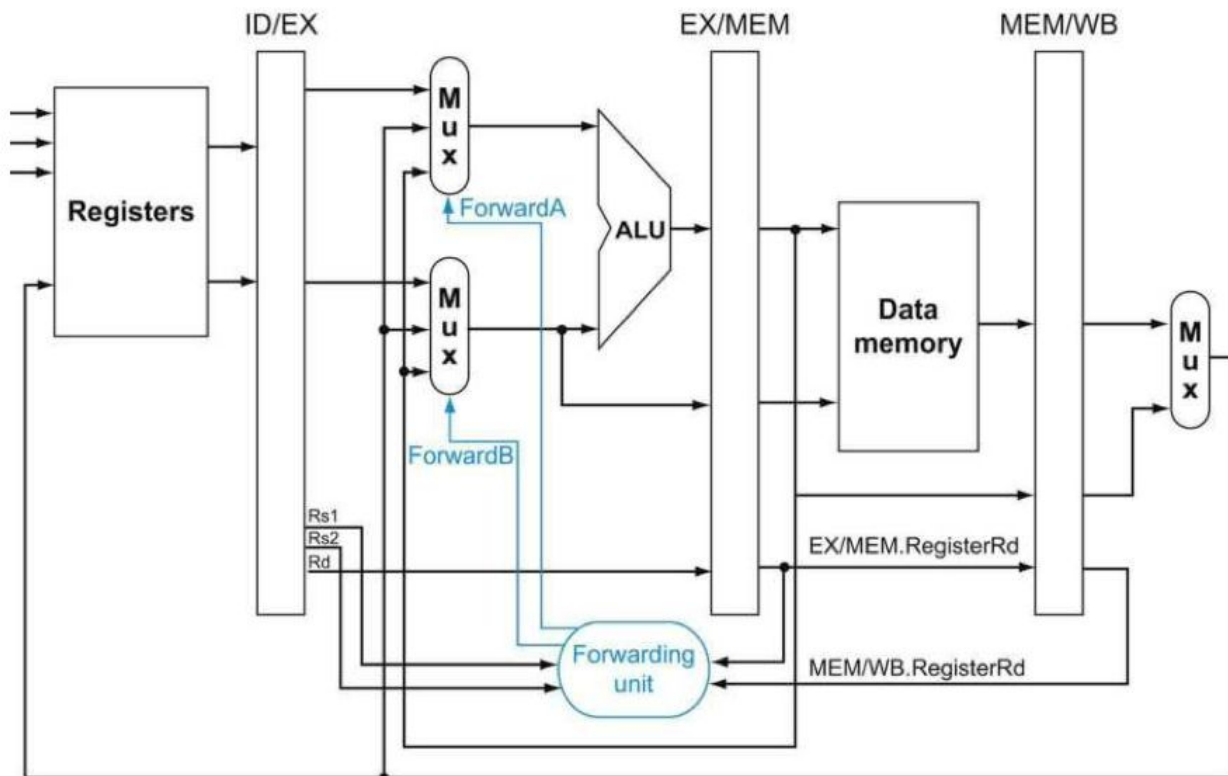 ID/EX
EX/MEM
MEM/WB
M
u
x
Registers
ForwardA
ALU
M
u
x
Data
memory
M
u
x
ForwardB
Rs1
Rs2
Rd
EX/MEM.RegisterRd
Forwarding
unit
MEM/WB.RegisterRd